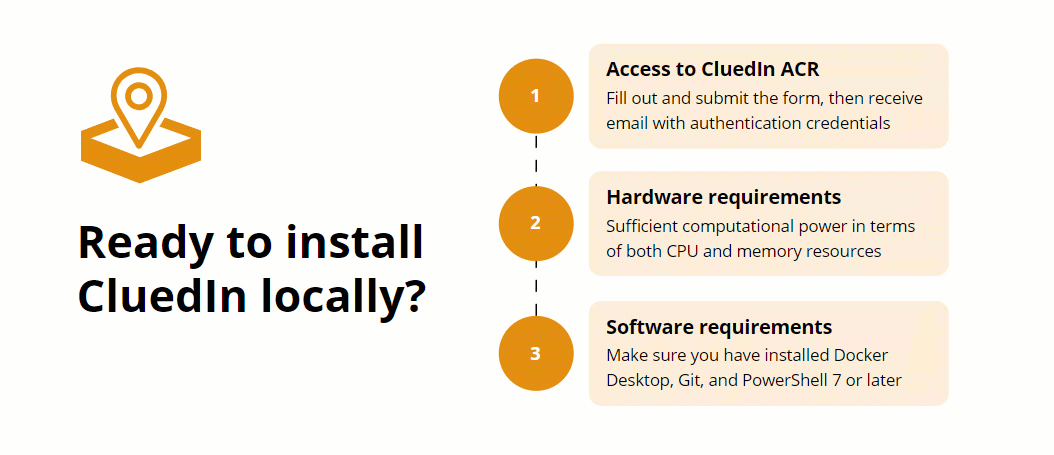 Ready to install
CluedIn locally?
1
Access to CluedIn ACR
Fill out and submit the form, then receive
email with authentication credentials
2
Hardware requirements
Sufficient computational power in terms
of both CPU and memory resources
3
Software requirements
Make sure you have installed Docker
Desktop, Git, and PowerShell 7 or later